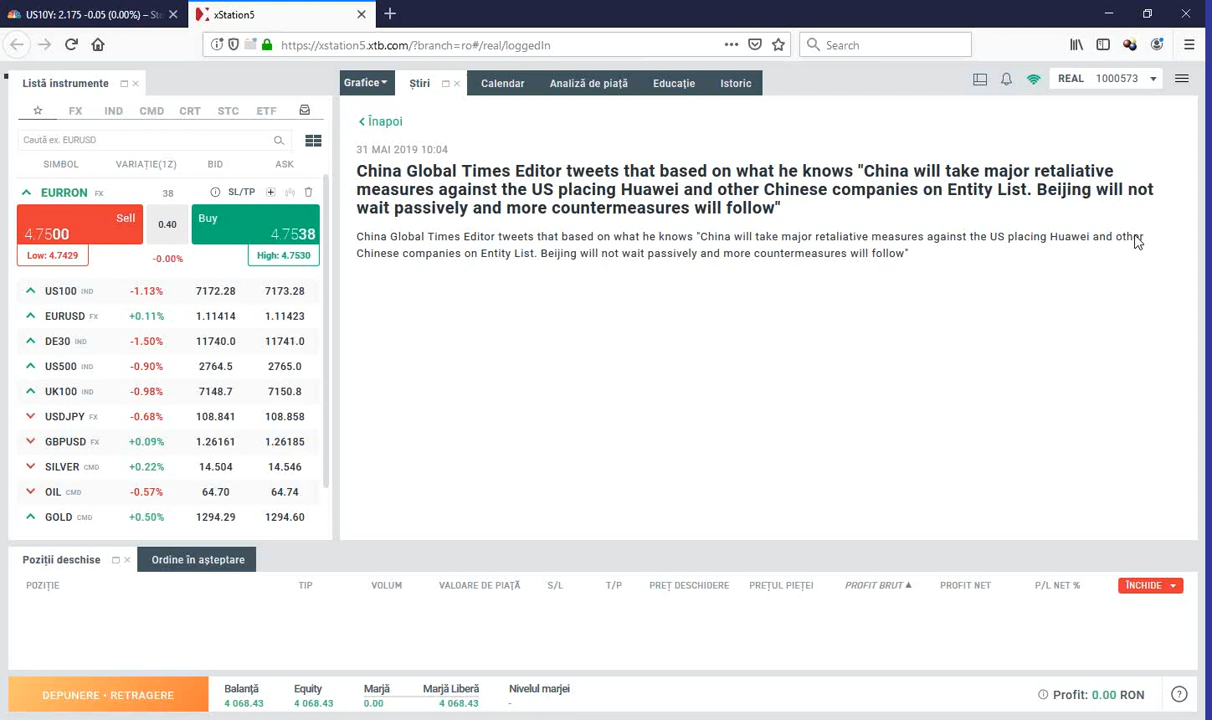 US10Y: 2.175 -0.05 (0.00%) — St
xStation5
https://xstation5.xtb.com/?branch=ro#/real/loggedIn
Search
Listă instrumente
Grafice
Știri
Calendar
Analiză de piață
Educație
Istoric
REAL 1000573
FX IND CMD CRT STC ETF
Caută ex. EURUSD
SIMBOL VARIAȚIE(1Z) BID ASK
EURRON FX 38 SL/TP
Sell 4.7500
0.40
Buy 4.7538
Low: 4.7429
-0.00%
High: 4.7530
US100 IND -1.13% 7172.28 7173.28
EURUSD FX +0.11% 1.11414 1.11423
DE30 IND -1.50% 11740.0 11741.0
US500 IND -0.90% 2764.5 2765.0
UK100 IND -0.98% 7148.7 7150.8
USDJPY FX -0.68% 108.841 108.858
GBPUSD FX +0.09% 1.26161 1.26185
SILVER CMD +0.22% 14.504 14.546
OIL CMD -0.57% 64.70 64.74
GOLD CMD +0.50% 1294.29 1294.60
Înapoi
31 MAI 2019 10:04
China Global Times Editor tweets that based on what he knows "China will take major retaliative
measures against the US placing Huawei and other Chinese companies on Entity List. Beijing will not
wait passively and more countermeasures will follow"
China Global Times Editor tweets that based on what he knows "China will take major retaliative measures against the US placing Huawei and other
Chinese companies on Entity List. Beijing will not wait passively and more countermeasures will follow"
Poziții deschise
Ordine în așteptare
POZIȚIE TIP VOLUM VALOARE DE PIAȚĂ S/L T/P PREȚ DESCHIDERE PREȚUL PIEȚEI PROFIT BRUT PROFIT NET P/L NET % ÎNCHIDE
DEPUNERE • RETRAGERE
Balanță Equity Marjă Marjă Liberă Nivelul marjei
4 068.43 4 068.43 0.00 4 068.43 -
Profit: 0.00 RON